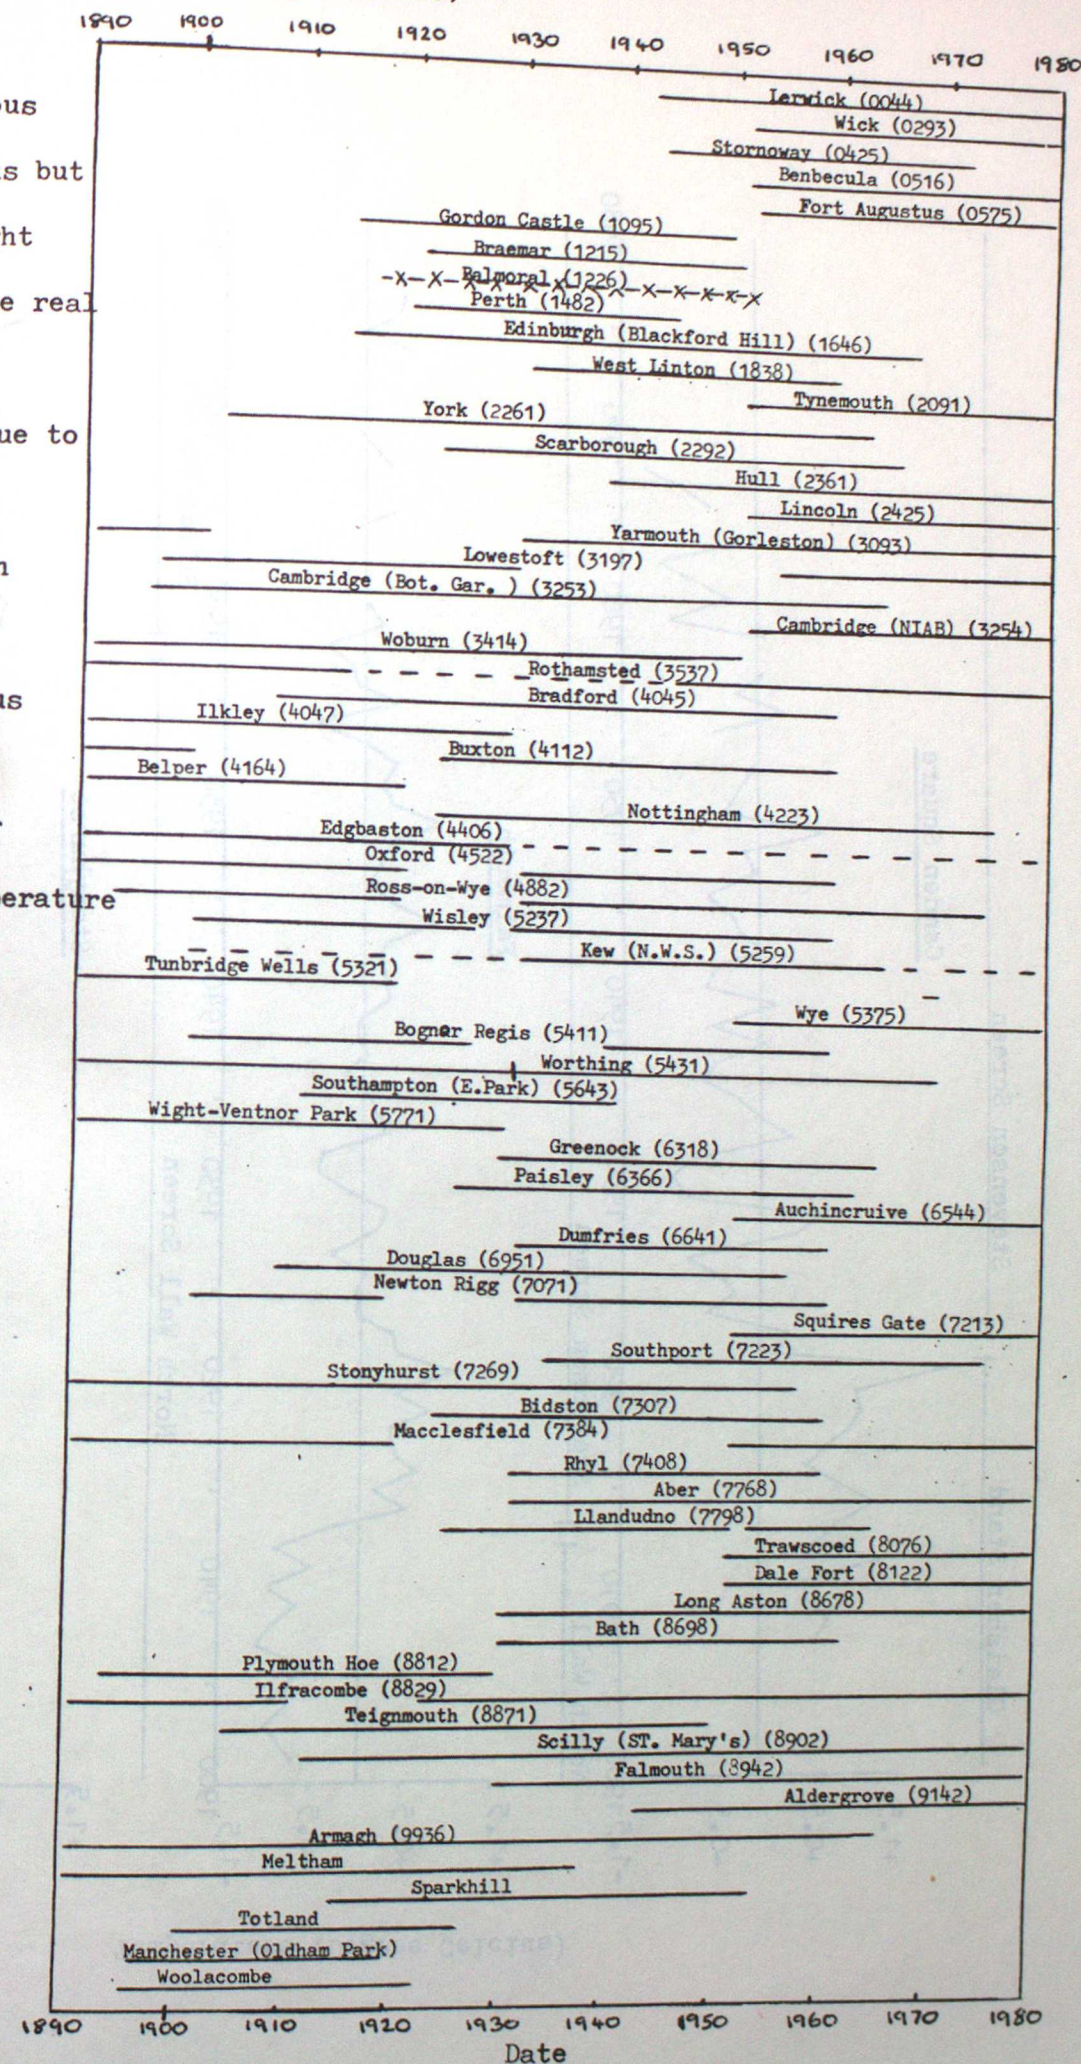 1890 1900 1910 1920 1930 1940 1950 1960 1970 1980
Lerwick (0044)
Wick (0293)
Stornoway (0425)
Benbecula (0516)
Fort Augustus (0575)
Gordon Castle (1095)
Braemar (1215)
Balmoral (1226)
Perth (1482)
Edinburgh (Blackford Hill) (1646)
West Linton (1838)
Tynemouth (2091)
York (2261)
Scarborough (2292)
Hull (2361)
Lincoln (2425)
Yarmouth (Gorleston) (3093)
Lowestoft (3197)
Cambridge (Bot. Gar. ) (3253)
Cambridge (NIAB) (3254)
Woburn (3414)
Rothamsted (3537)
Bradford (4045)
Ilkley (4047)
Buxton (4112)
Belper (4164)
Nottingham (4223)
Edgbaston (4406)
Oxford (4522)
Ross-on-Wye (4882)
Wisley (5237)
Kew (N.W.S.) (5259)
Tunbridge Wells (5321)
Wye (5375)
Bognar Regis (5411)
Worthing (5431)
Southampton (E.Park) (5643)
Wight-Ventnor Park (5771)
Greenock (6318)
Paisley (6366)
Auchincruive (6544)
Dumfries (6641)
Douglas (6951)
Newton Rigg (7071)
Squires Gate (7213)
Southport (7223)
Stonyhurst (7269)
Bidston (7307)
Macclesfield (7384)
Rhyl (7408)
Aber (7768)
Llandudno (7798)
Trawscoed (8076)
Dale Fort (8122)
Long Aston (8678)
Bath (8698)
Plymouth Hoe (8812)
Ilfracombe (8829)
Teignmouth (8871)
Scilly (ST. Mary's) (8902)
Falmouth (8942)
Aldergrove (9142)
Armagh (9936)
Meltham
Sparkhill
Totland
Manchester (Oldham Park)
Woolacombe
1890 1900 1910 1920 1930 1940 1950 1960 1970 1980
Date
ous
s but
ht
e real
ue to
n
us
erature